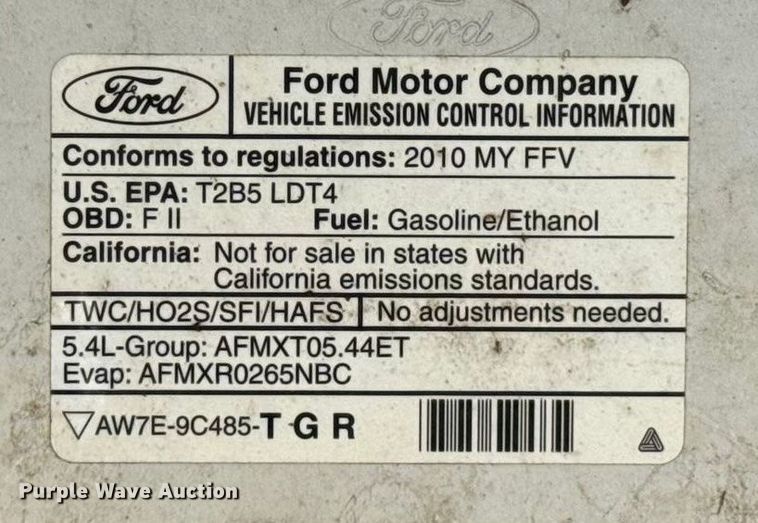 Ford
Ford
Ford Motor Company
VEHICLE EMISSION CONTROL INFORMATION
Conforms to regulations: 2010 MY FFV
U.S. EPA: T2B5 LDT4
OBD: F II Fuel: Gasoline/Ethanol
California: Not for sale in states with
California emissions standards.
TWC/HO2S/SFI/HAFS No adjustments needed.
5.4L-Group: AFMXT05.44ET
Evap: AFMXR0265NBC
AW7E-9C485-T G R
Purple Wave Auction